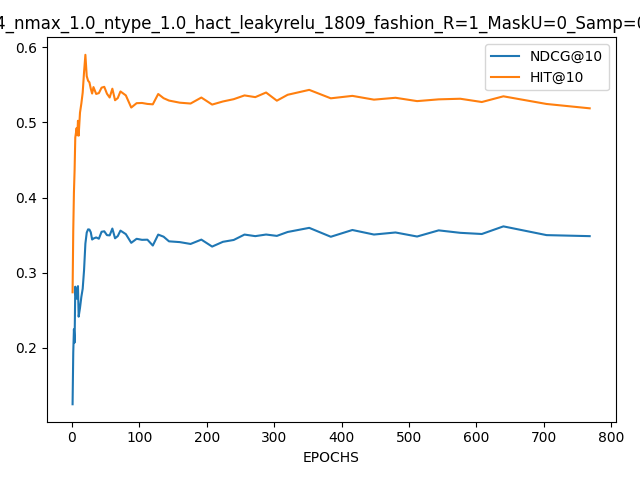 4_nmax_1.0_ntype_1.0_hact_leakyrelu_1809_fashion_R=1_MaskU=0_Samp=0
NDCG@10
HIT@10
0.6
0.5
0.4
0.3
0.2
0 100 200 300 400 500 600 700 800
EPOCHS